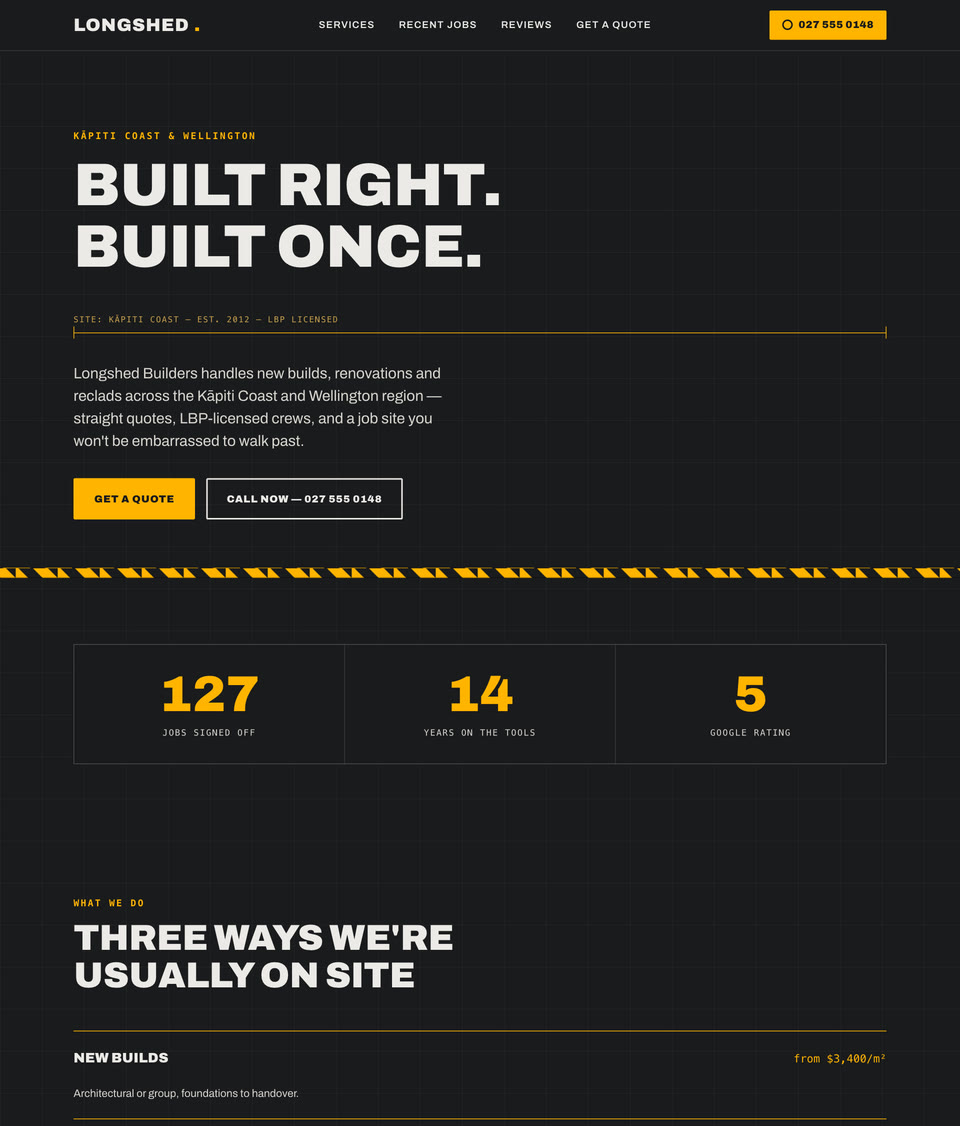 LONGSHED.
SERVICES
RECENT JOBS
REVIEWS
GET A QUOTE
027 555 0148
KĀPITI COAST & WELLINGTON
BUILT RIGHT.
BUILT ONCE.
SITE: KĀPITI COAST — EST. 2012 — LBP LICENSED
Longshed Builders handles new builds, renovations and
reclads across the Kāpiti Coast and Wellington region —
straight quotes, LBP-licensed crews, and a job site you
won't be embarrassed to walk past.
GET A QUOTE
CALL NOW — 027 555 0148
127
JOBS SIGNED OFF
14
YEARS ON THE TOOLS
5
GOOGLE RATING
WHAT WE DO
THREE WAYS WE'RE
USUALLY ON SITE
NEW BUILDS
from $3,400/m²
Architectural or group, foundations to handover.